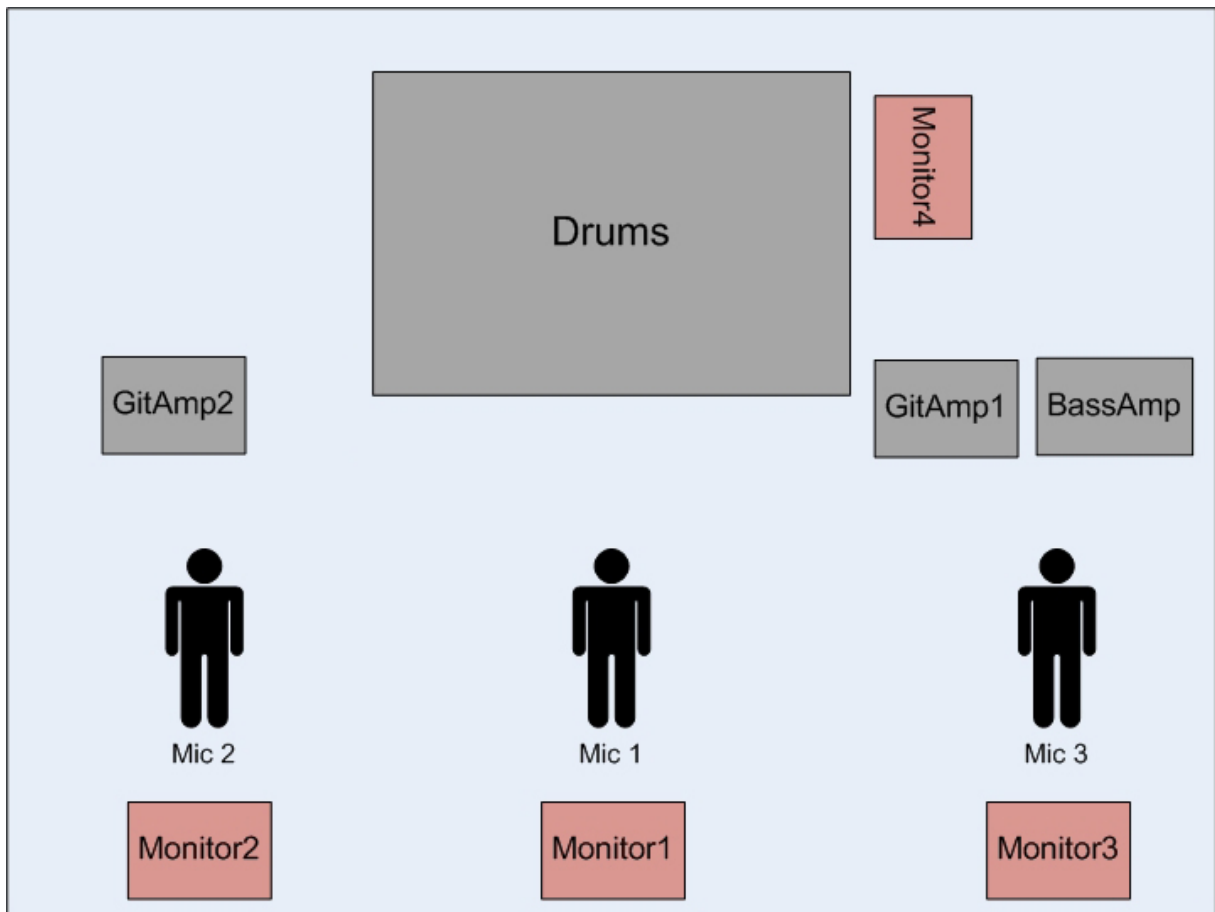 Monitor4
Drums
GitAmp2
GitAmp1
BassAmp
Mic 2
Mic 1
Mic 3
Monitor2
Monitor1
Monitor3